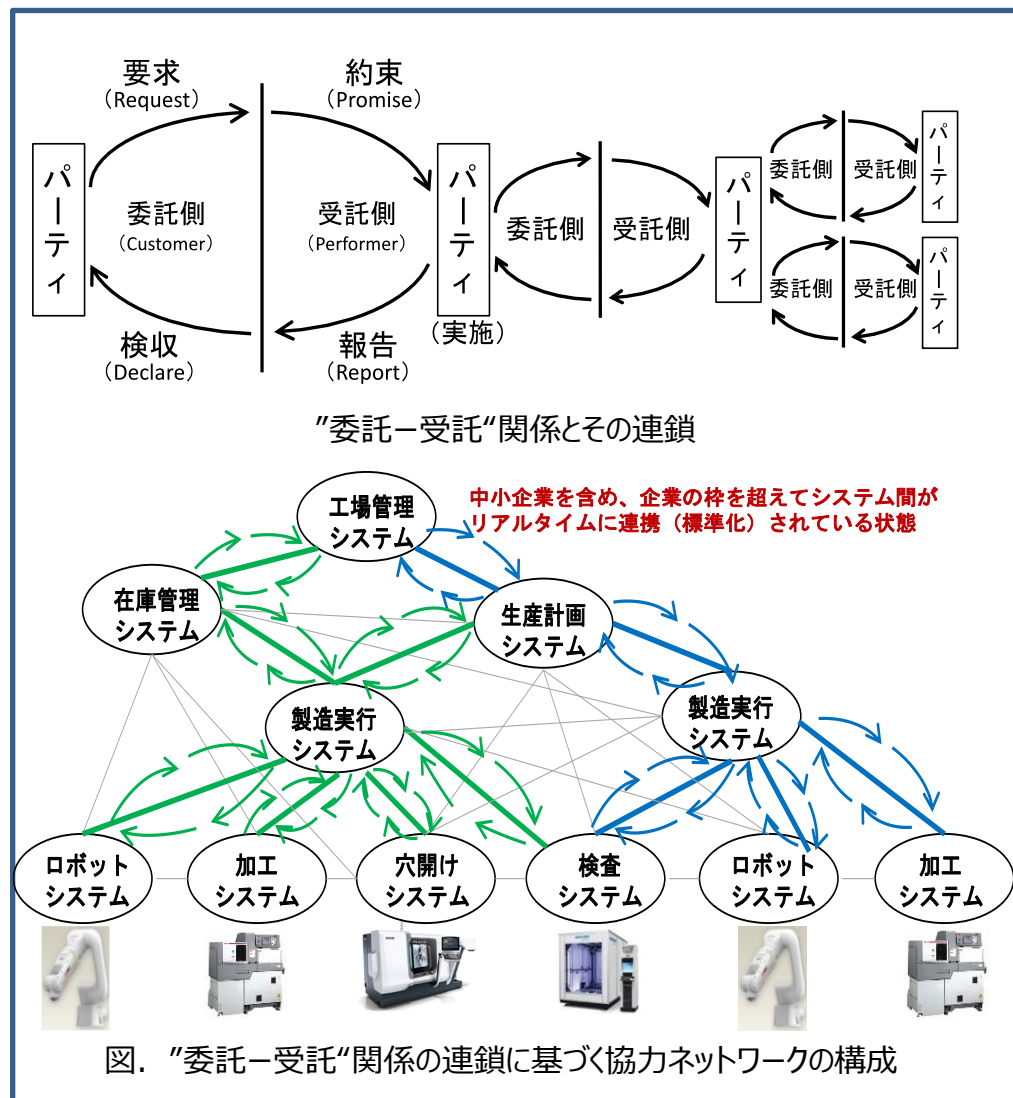 要求
(Request)
約束
(Promise)
パーティ
委託側
(Customer)
受託側
(Performer)
パーティ
(実施)
検収
(Declare)
報告
(Report)
委託側
受託側
パーティ
委託側
受託側
パーティ
委託側
受託側
パーティ
”委託－受託“関係とその連鎖
中小企業を含め、企業の枠を超えてシステム間が
リアルタイムに連携（標準化）されている状態
工場管理
システム
在庫管理
システム
生産計画
システム
製造実行
システム
製造実行
システム
ロボット
システム
加工
システム
穴開け
システム
検査
システム
ロボット
システム
加工
システム
図．”委託－受託“関係の連鎖に基づく協力ネットワークの構成